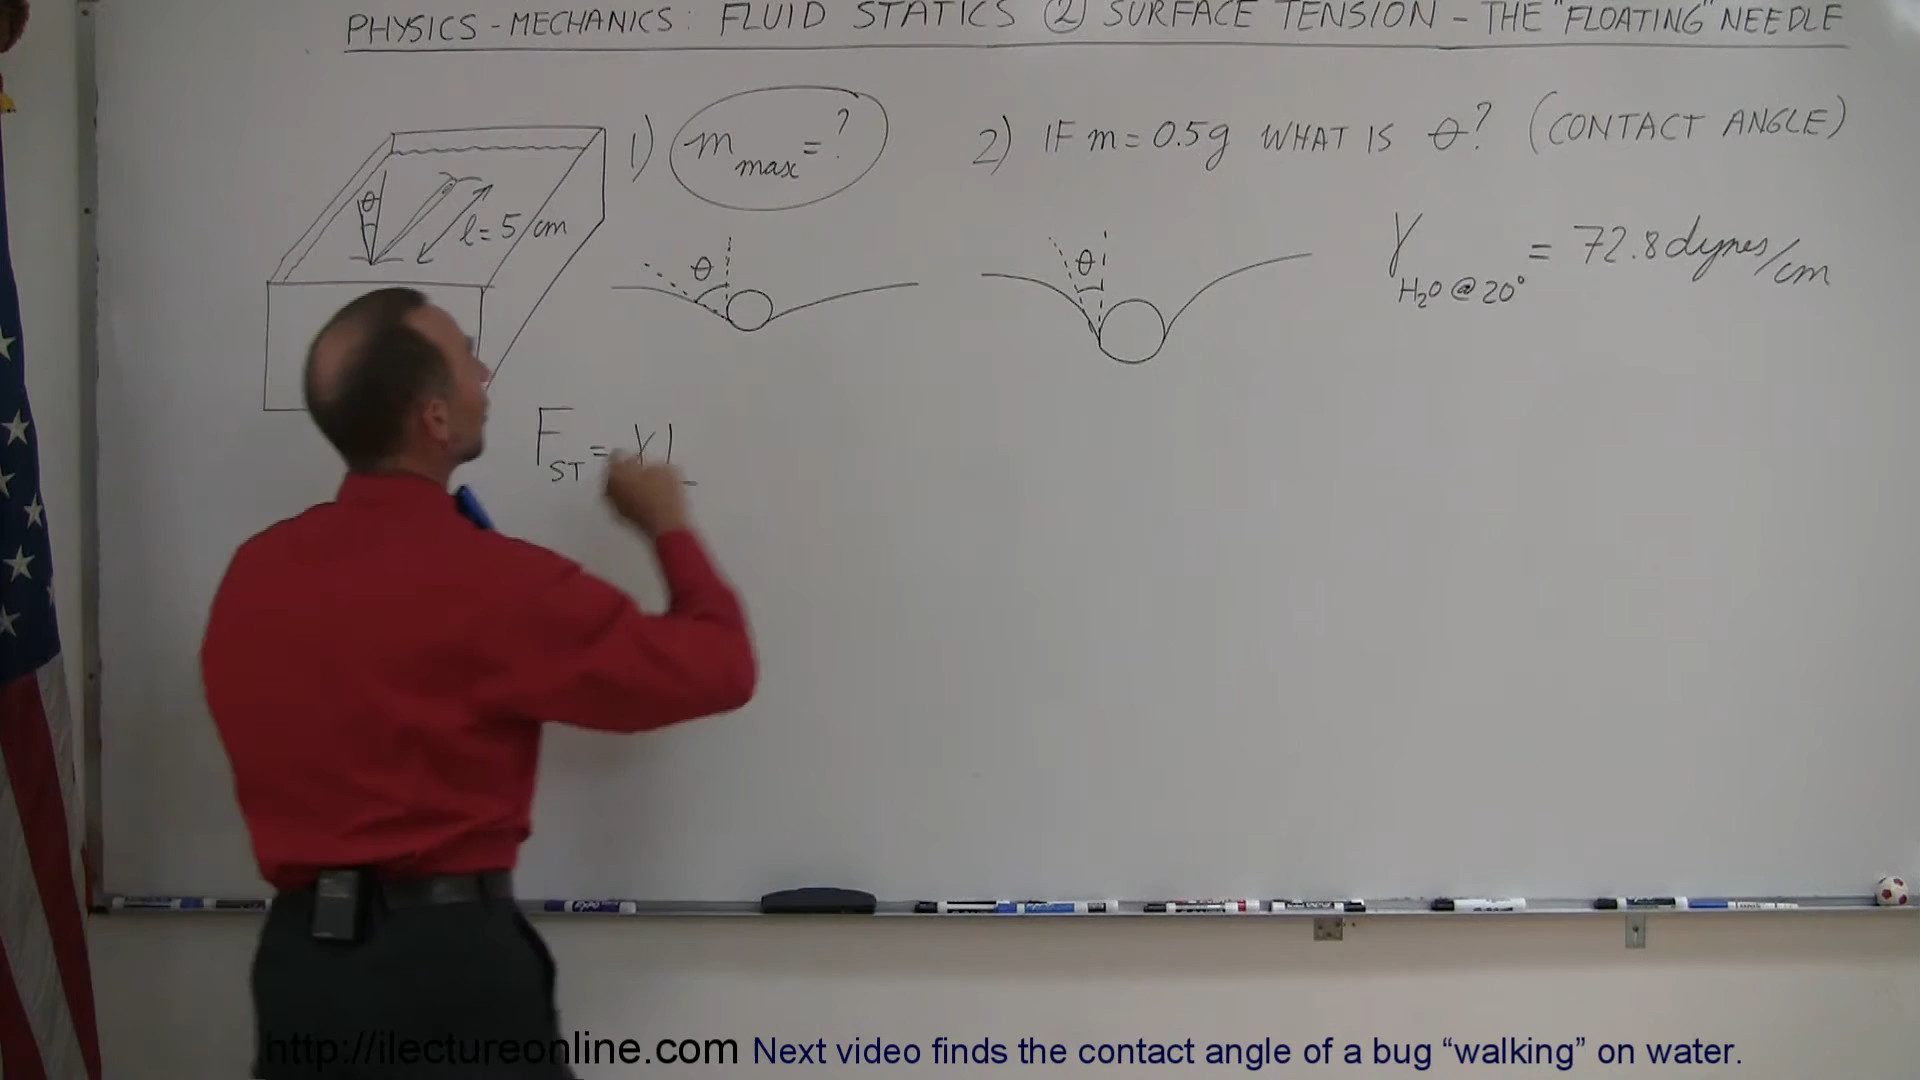 PHYSICS - MECHANICS: FLUID STATICS ② SURFACE TENSION - THE "FLOATING" NEEDLE
1) m max = ?
2) IF m = 0.5g WHAT IS θ? (CONTACT ANGLE)
θ
l = 5 cm
θ
θ
γ H₂O @ 20° = 72.8 dynes/cm
F ST = γ L
http://ilectureonline.com Next video finds the contact angle of a bug “walking” on water.